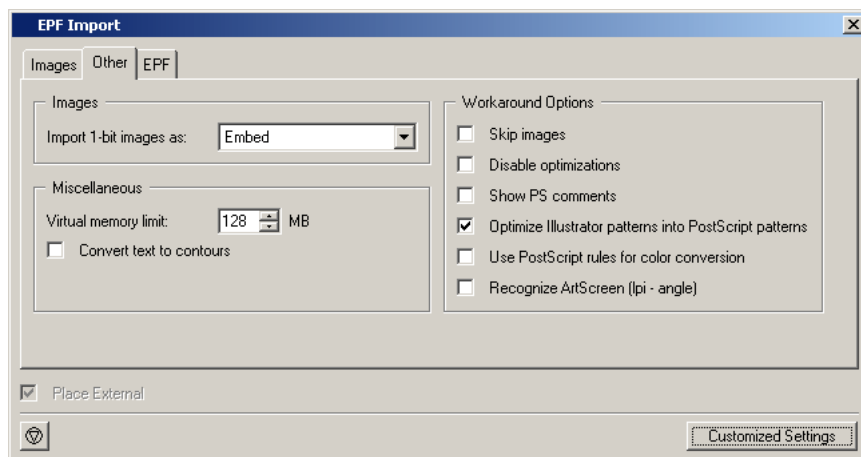 EPF Import
Images Other EPF
Images
Import 1-bit images as: Embed
Miscellaneous
Virtual memory limit: 128 MB
Convert text to contours
Workaround Options
Skip images
Disable optimizations
Show PS comments
Optimize Illustrator patterns into PostScript patterns
Use PostScript rules for color conversion
Recognize ArtScreen (lpi - angle)
Place External
Customized Settings